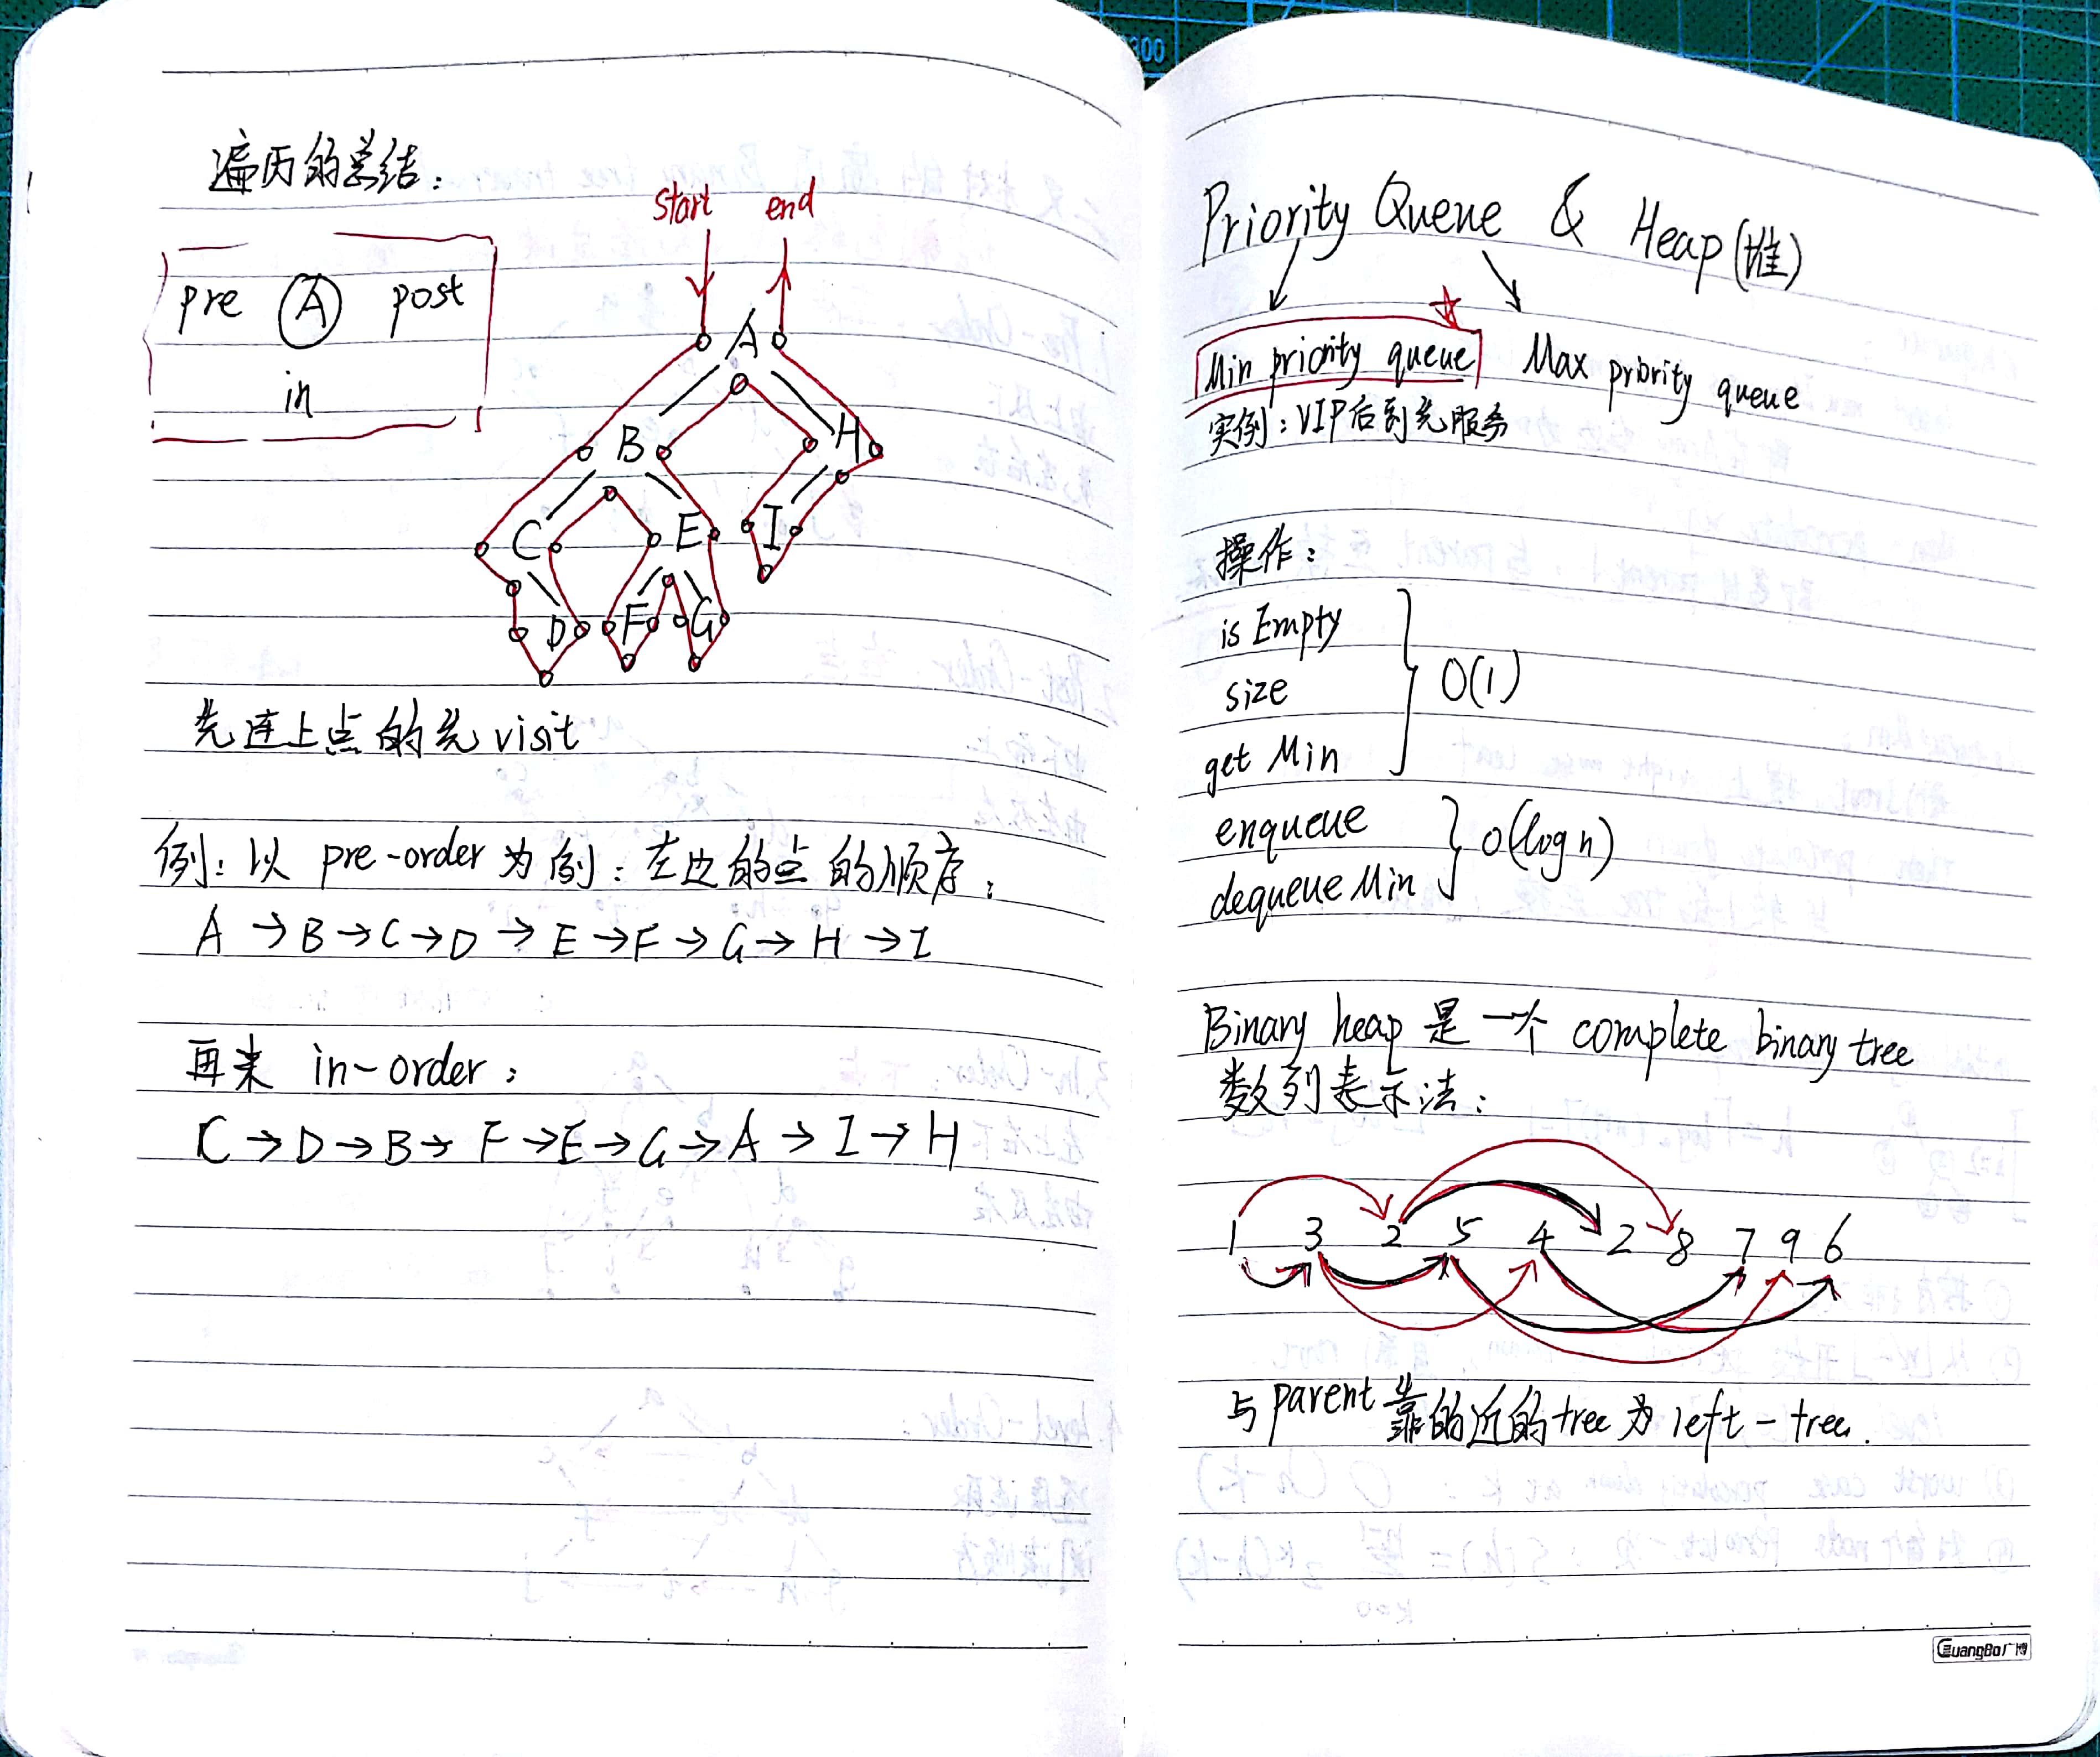 遍历的总结：
start end
pre A post
in
A
B H
C E I
D F G
先连上点的先 visit
例：以 pre-order 为例：左边的点的顺序：
A → B → C → D → E → F → G → H → I
再来 in-order：
C → D → B → F → E → G → A → I → H
300
Priority Queue & Heap (堆)
Min priority queue Max priority queue
实例：VIP后到先服务
操作：
is Empty
size O(1)
get Min
enqueue
dequeue Min O(log n)
Binary heap 是一个 complete binary tree
数列表示法：
1 3 2 5 4 2 8 7 9 6
与parent靠的近的tree为left-tree.
GuangBo广博